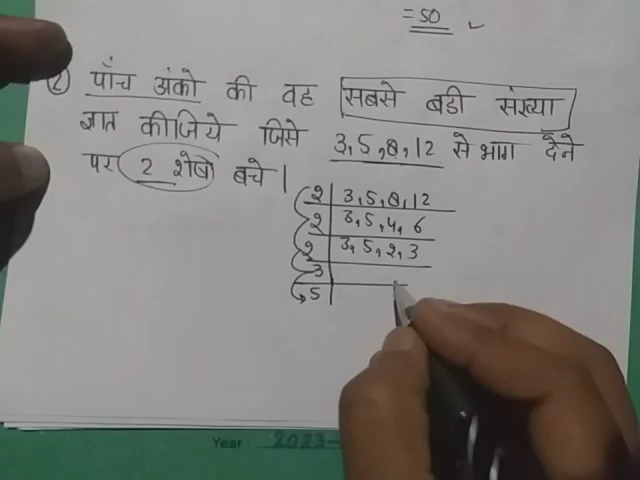 = 50
② पाँच अंको की वह सबसे बडी संख्या
ज्ञात कीजिये जिसे 3, 5, 8, 12 से भाग देने
पर 2 शेष बचे।
2 | 3, 5, 8, 12
2 | 3, 5, 4, 6
2 | 3, 5, 2, 3
3 |
5 |
Year : 2023-